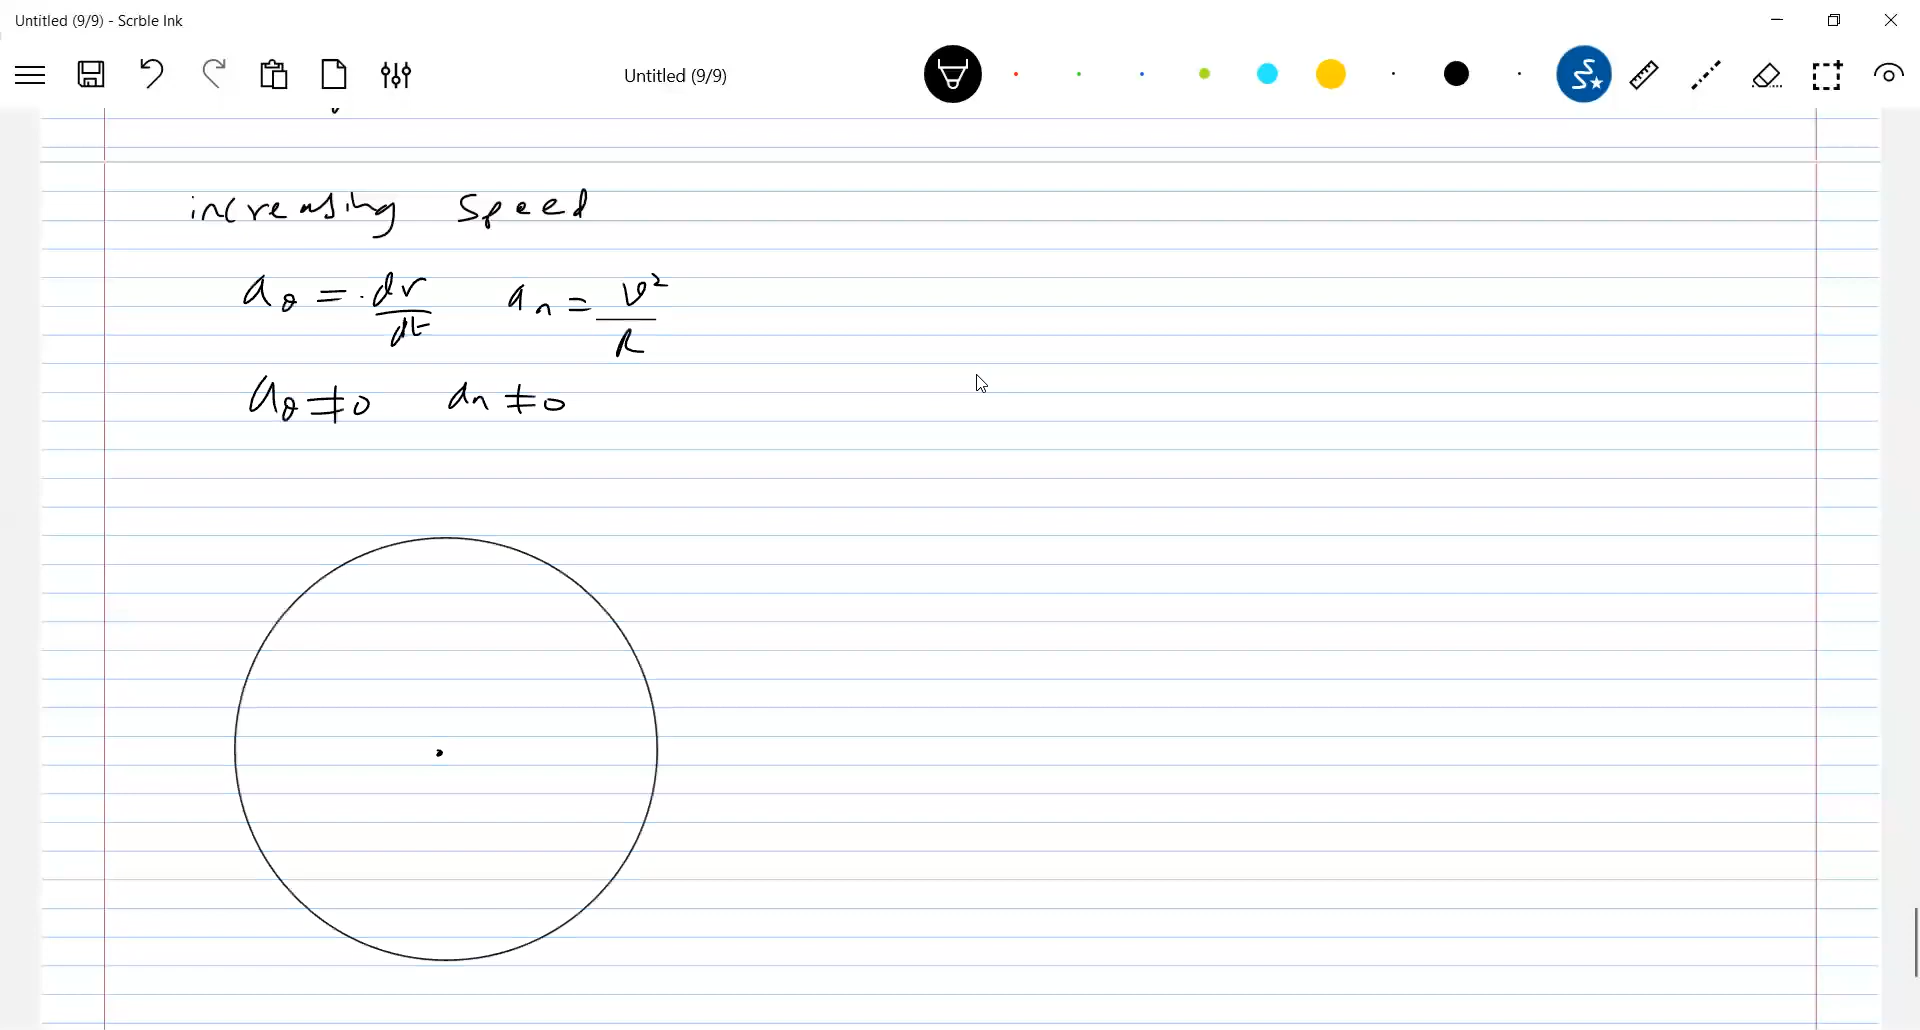 Untitled (9/9) - Scrble Ink
Untitled (9/9)
increasing speed
aθ = dv/dt an = v²/R
aθ ≠ 0 an ≠ 0